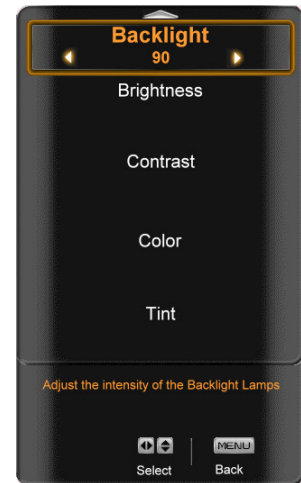 Backlight
90
Brightness
Contrast
Color
Tint
Adjust the intensity of the Backlight Lamps
MENU
Select Back